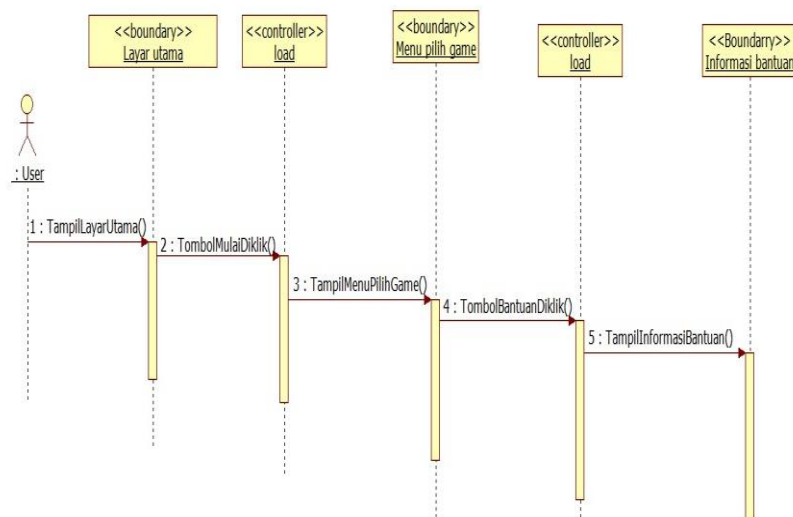 <<boundary>>
Layar utama
<<controller>>
load
<<boundary>>
Menu pilih game
<<controller>>
load
<<Boundarry>>
Informasi bantuan
: User
1 : TampilLayarUtama()
2 : TombolMulaiDiklik()
3 : TampilMenuPilihGame()
4 : TombolBantuanDiklik()
5 : TampilInformasiBantuan()